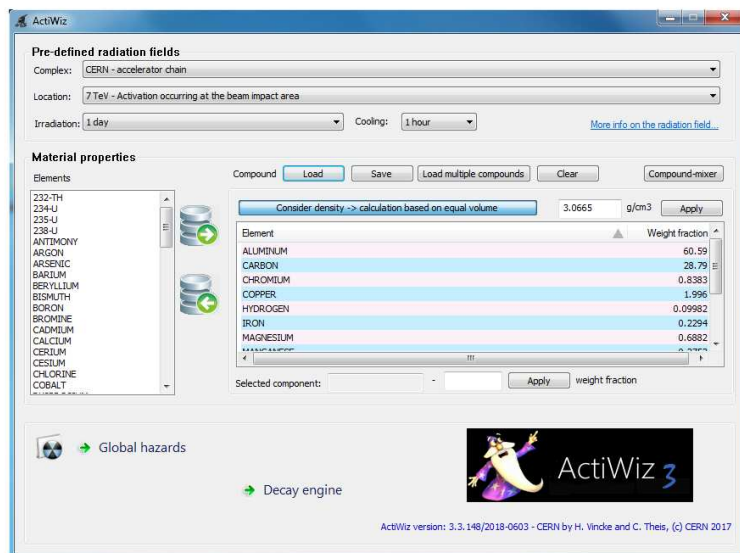 ActiWiz
Pre-defined radiation fields
Complex: CERN - accelerator chain
Location: 7 TeV - Activation occurring at the beam impact area
Irradiation: 1 day Cooling: 1 hour More info on the radiation field...
Material properties
Elements
Compound Load Save Load multiple compounds Clear Compound-mixer
232-TH
234-U
235-U
238-U
ANTIMONY
ARGON
ARSENIC
BARIUM
BERYLLIUM
BISMUTH
BORON
BROMINE
CADMIUM
CALCIUM
CERIUM
CESIUM
CHLORINE
COBALT
Consider density -> calculation based on equal volume 3.0665 g/cm3 Apply
Element Weight fraction
ALUMINUM 60.59
CARBON 28.79
CHROMIUM 0.8383
COPPER 1.996
HYDROGEN 0.09982
IRON 0.2294
MAGNESIUM 0.6882
Selected component: - Apply weight fraction
Global hazards
Decay engine
ActiWiz 3
ActiWiz version: 3.3.148/2018-0603 - CERN by H. Vincke and C. Theis, (c) CERN 2017